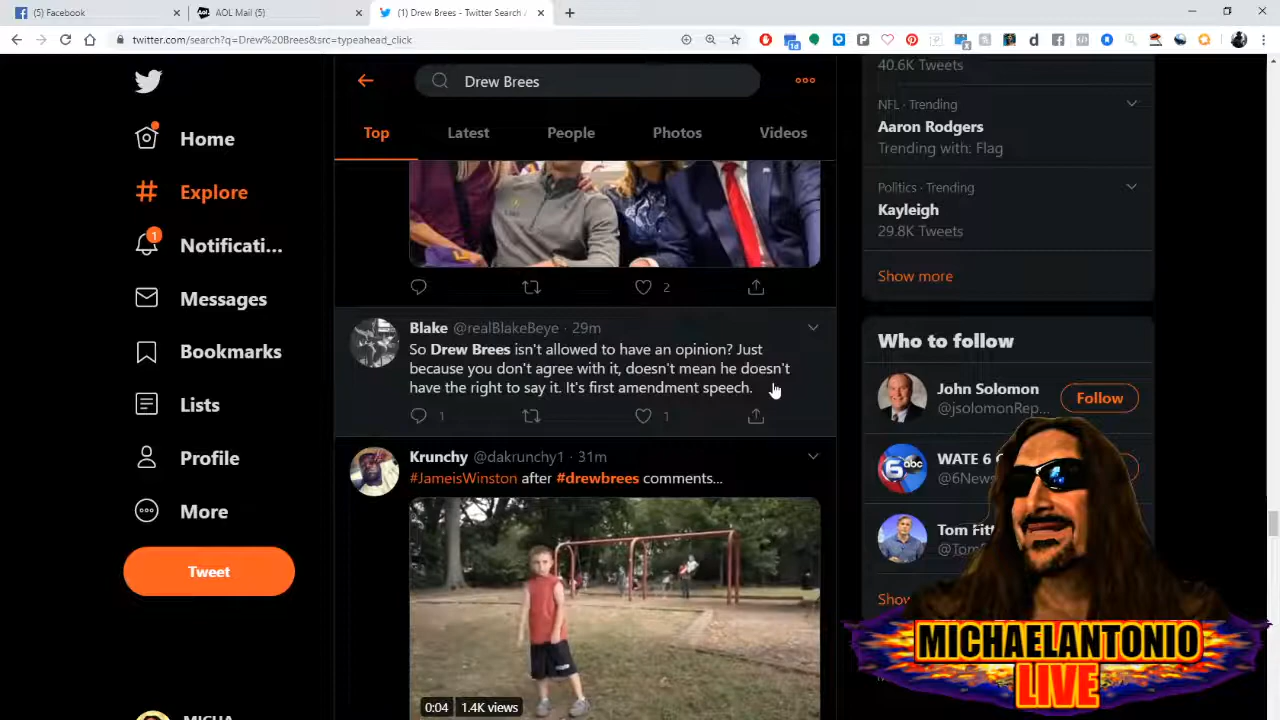 (5) Facebook
AOL Mail (5)
(1) Drew Brees - Twitter Search /
twitter.com/search?q=Drew%20Brees&src=typeahead_click
Home
Explore
Notificati...
1
Messages
Bookmarks
Lists
Profile
More
Tweet
Drew Brees
Top
Latest
People
Photos
Videos
2
Blake @realBlakeBeye · 29m
So Drew Brees isn't allowed to have an opinion? Just
because you don't agree with it, doesn't mean he doesn't
have the right to say it. It's first amendment speech.
1
1
Krunchy @dakrunchy1 · 31m
#JameisWinston after #drewbrees comments...
0:04
1.4K views
40.6K Tweets
NFL · Trending
Aaron Rodgers
Trending with: Flag
Politics · Trending
Kayleigh
29.8K Tweets
Show more
Who to follow
John Solomon
@jsolomonRep...
Follow
WATE 6
@6News
Tom Fit
MICHAELANTONIO
LIVE